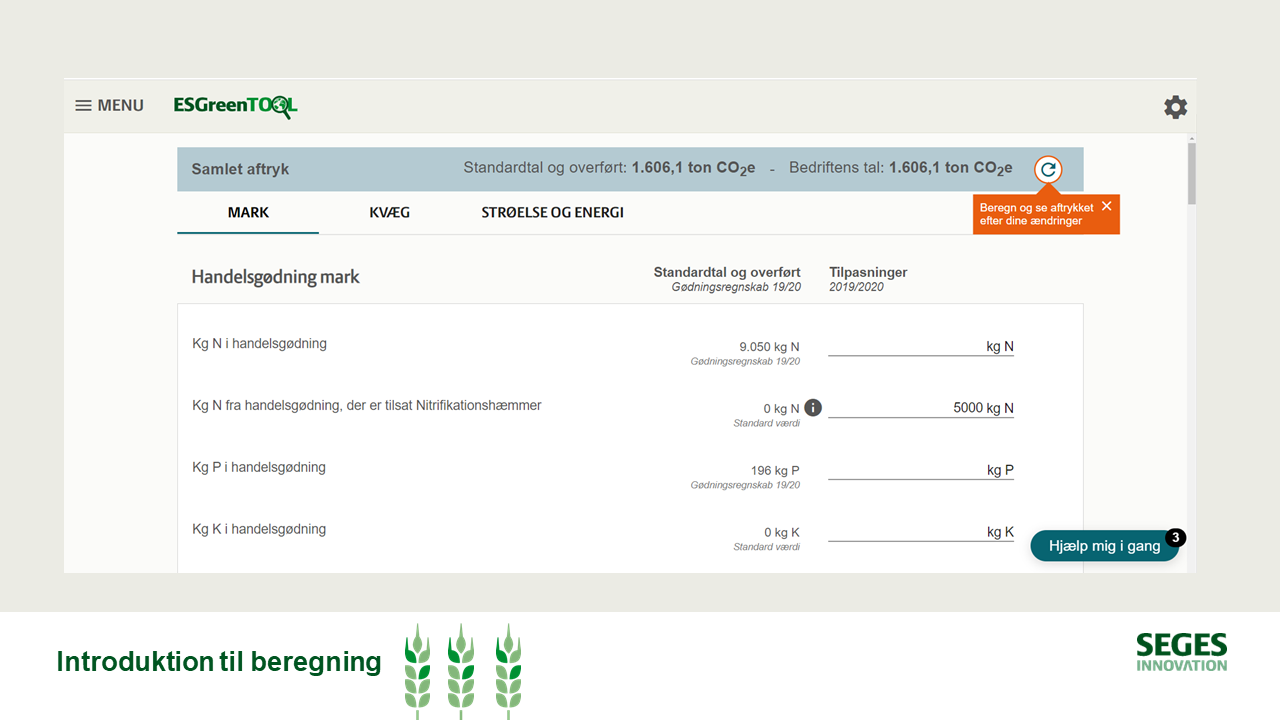 MENU ESGreenTOOL
Samlet aftryk Standardtal og overført: 1.606,1 ton CO2e - Bedriftens tal: 1.606,1 ton CO2e
Beregn og se aftrykket
efter dine ændringer
MARK KVÆG STRØELSE OG ENERGI
Handelsgødning mark Standardtal og overført Tilpasninger
Gødningsregnskab 19/20 2019/2020
Kg N i handelsgødning 9.050 kg N kg N
Gødningsregnskab 19/20
Kg N fra handelsgødning, der er tilsat Nitrifikationshæmmer 0 kg N i 5000 kg N
Standard værdi
Kg P i handelsgødning 196 kg P kg P
Gødningsregnskab 19/20
Kg K i handelsgødning 0 kg K kg K
Standard værdi
Hjælp mig i gang 3
Introduktion til beregning
SEGES
INNOVATION